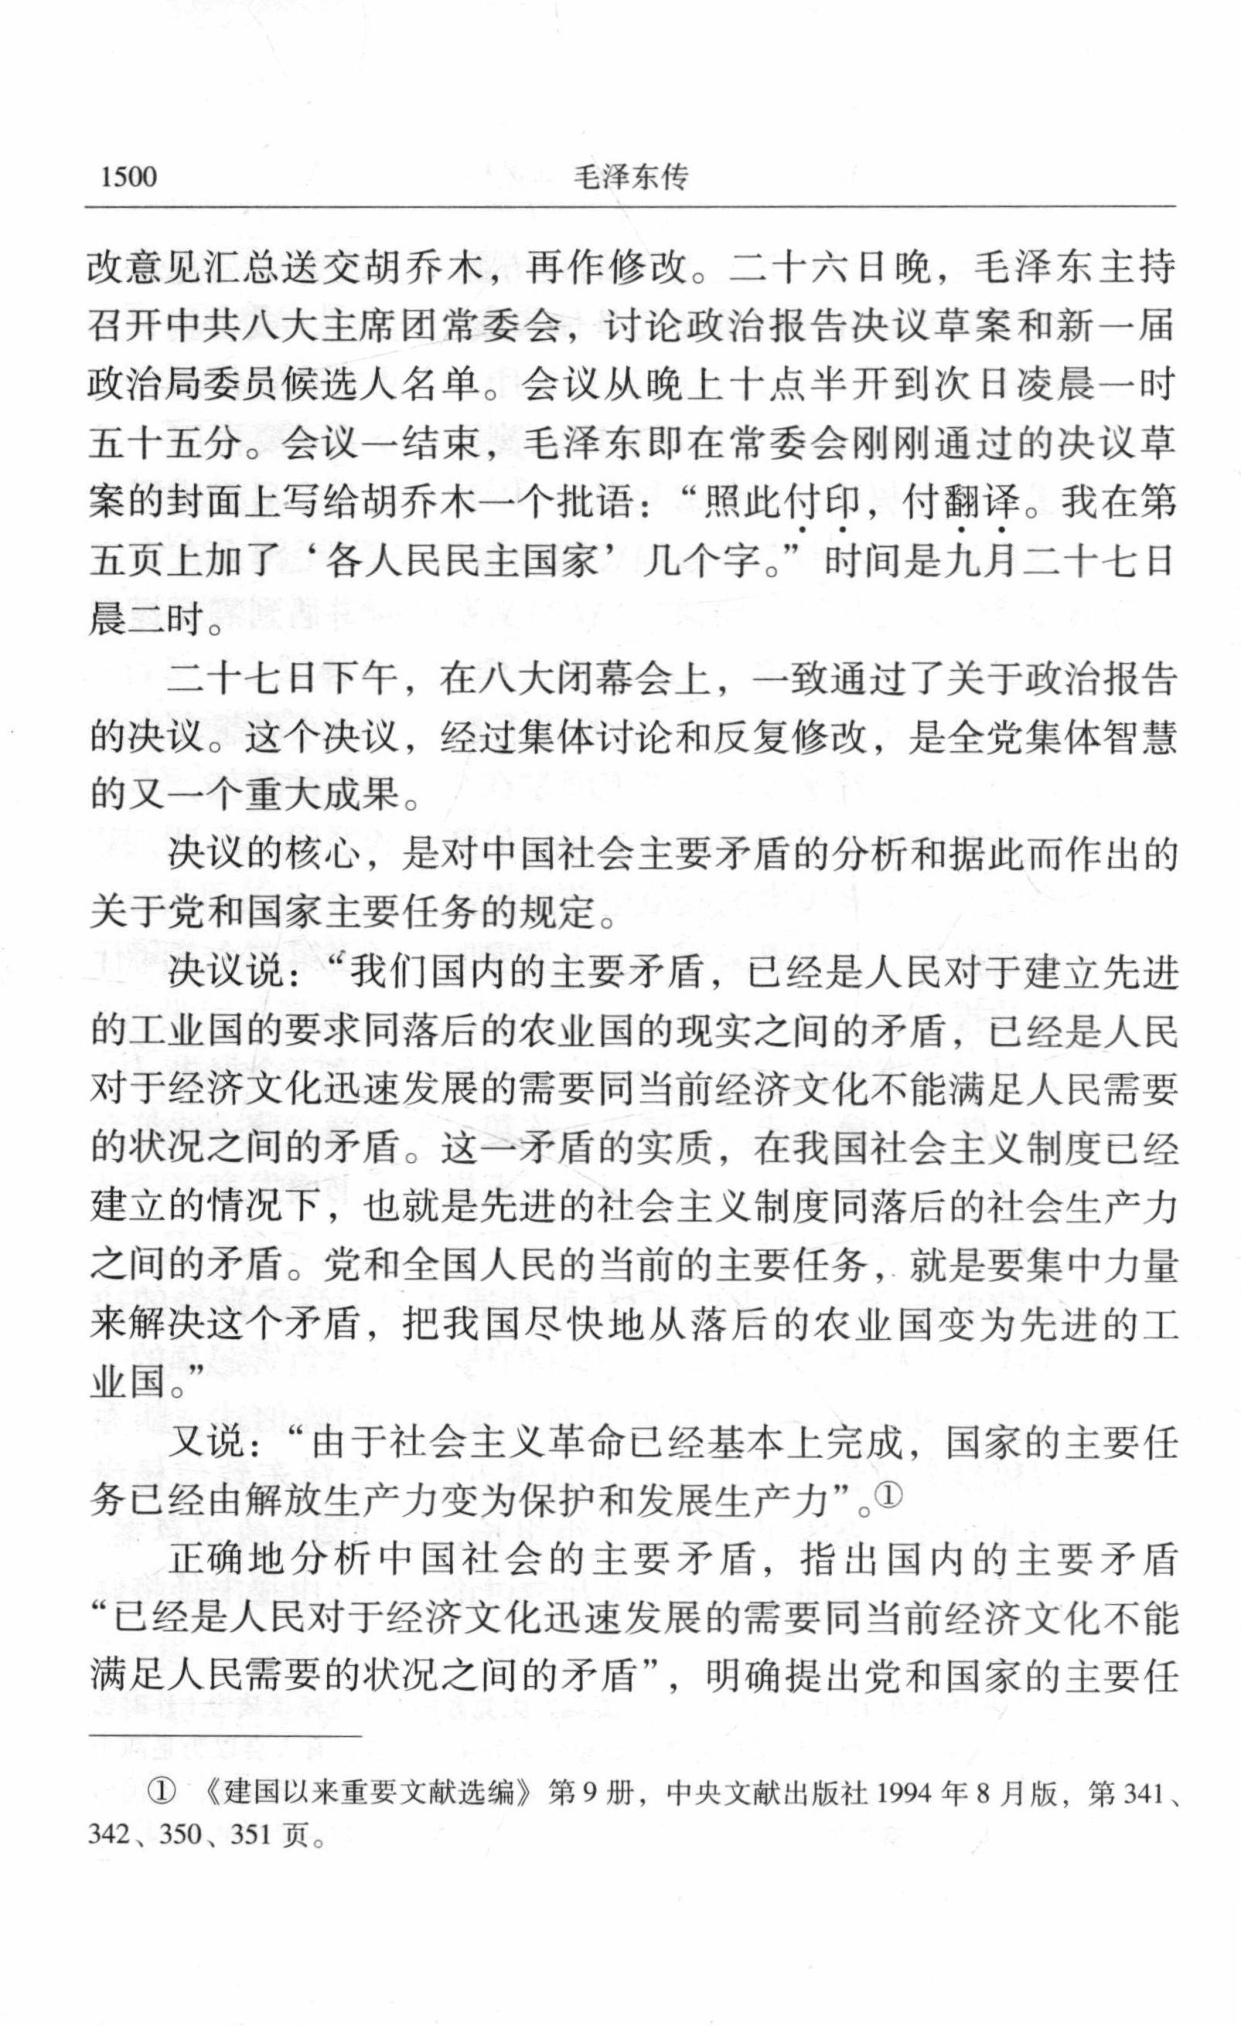 1500
毛泽东传
改意见汇总送交胡乔木，再作修改。二十六日晚，毛泽东主持
召开中共八大主席团常委会，讨论政治报告决议草案和新一届
政治局委员候选人名单。会议从晚上十点半开到次日凌晨一时
五十五分。会议一结束，毛泽东即在常委会刚刚通过的决议草
案的封面上写给胡乔木一个批语：“照此付印，付翻译。我在第
五页上加了‘各人民民主国家’几个字。”时间是九月二十七日
晨二时。
二十七日下午，在八大闭幕会上，一致通过了关于政治报告
的决议。这个决议，经过集体讨论和反复修改，是全党集体智慧
的又一个重大成果。
决议的核心，是对中国社会主要矛盾的分析和据此而作出的
关于党和国家主要任务的规定。
决议说：“我们国内的主要矛盾，已经是人民对于建立先进
的工业国的要求同落后的农业国的现实之间的矛盾，已经是人民
对于经济文化迅速发展的需要同当前经济文化不能满足人民需要
的状况之间的矛盾。这一矛盾的实质，在我国社会主义制度已经
建立的情况下，也就是先进的社会主义制度同落后的社会生产力
之间的矛盾。党和全国人民的当前的主要任务，就是要集中力量
来解决这个矛盾，把我国尽快地从落后的农业国变为先进的工
业国。”
又说：“由于社会主义革命已经基本上完成，国家的主要任
务已经由解放生产力变为保护和发展生产力”。①
正确地分析中国社会的主要矛盾，指出国内的主要矛盾
“已经是人民对于经济文化迅速发展的需要同当前经济文化不能
满足人民需要的状况之间的矛盾”，明确提出党和国家的主要任
① 《建国以来重要文献选编》第 9 册，中央文献出版社 1994 年 8 月版，第 341、
342、350、351 页。